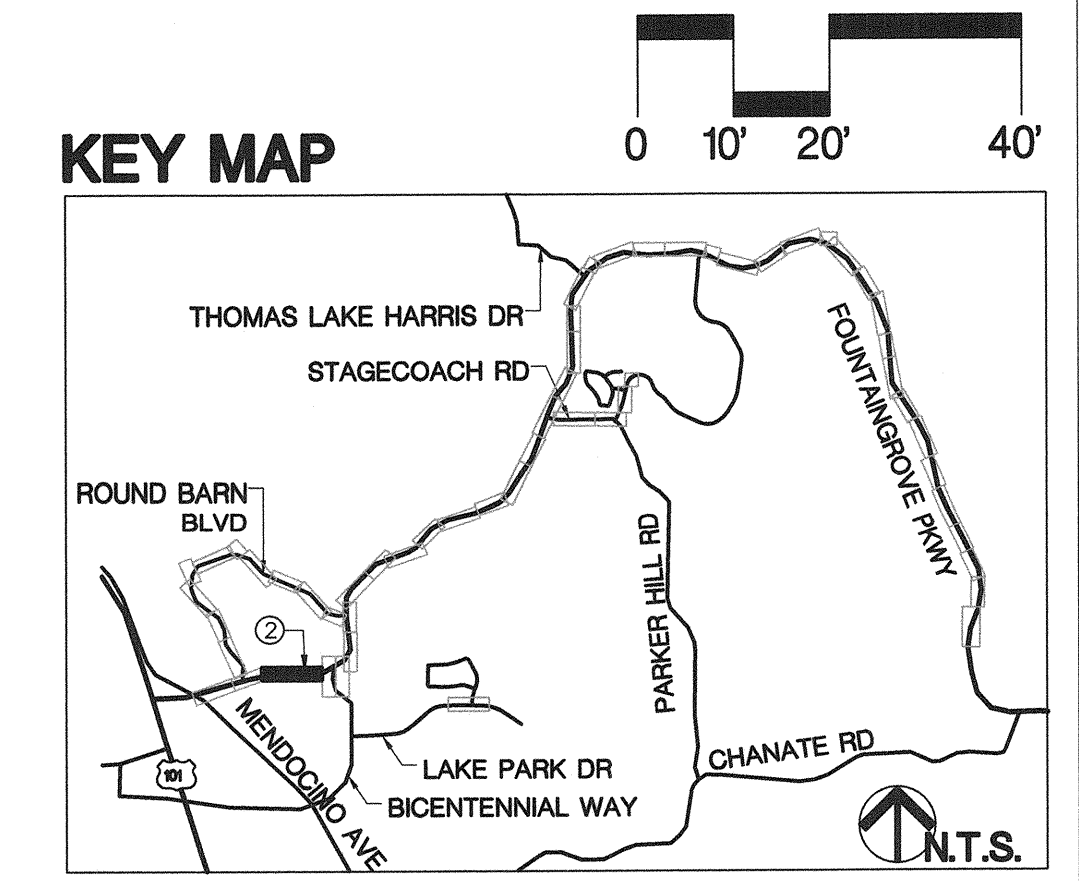 0 10' 20' 40'
KEY MAP
THOMAS LAKE HARRIS DR
STAGECOACH RD
FOUNTAINGROVE PKWY
ROUND BARN
BLVD
PARKER HILL RD
2
MENDOCINO AVE
CHANATE RD
LAKE PARK DR
101
BICENTENNIAL WAY
N.T.S.